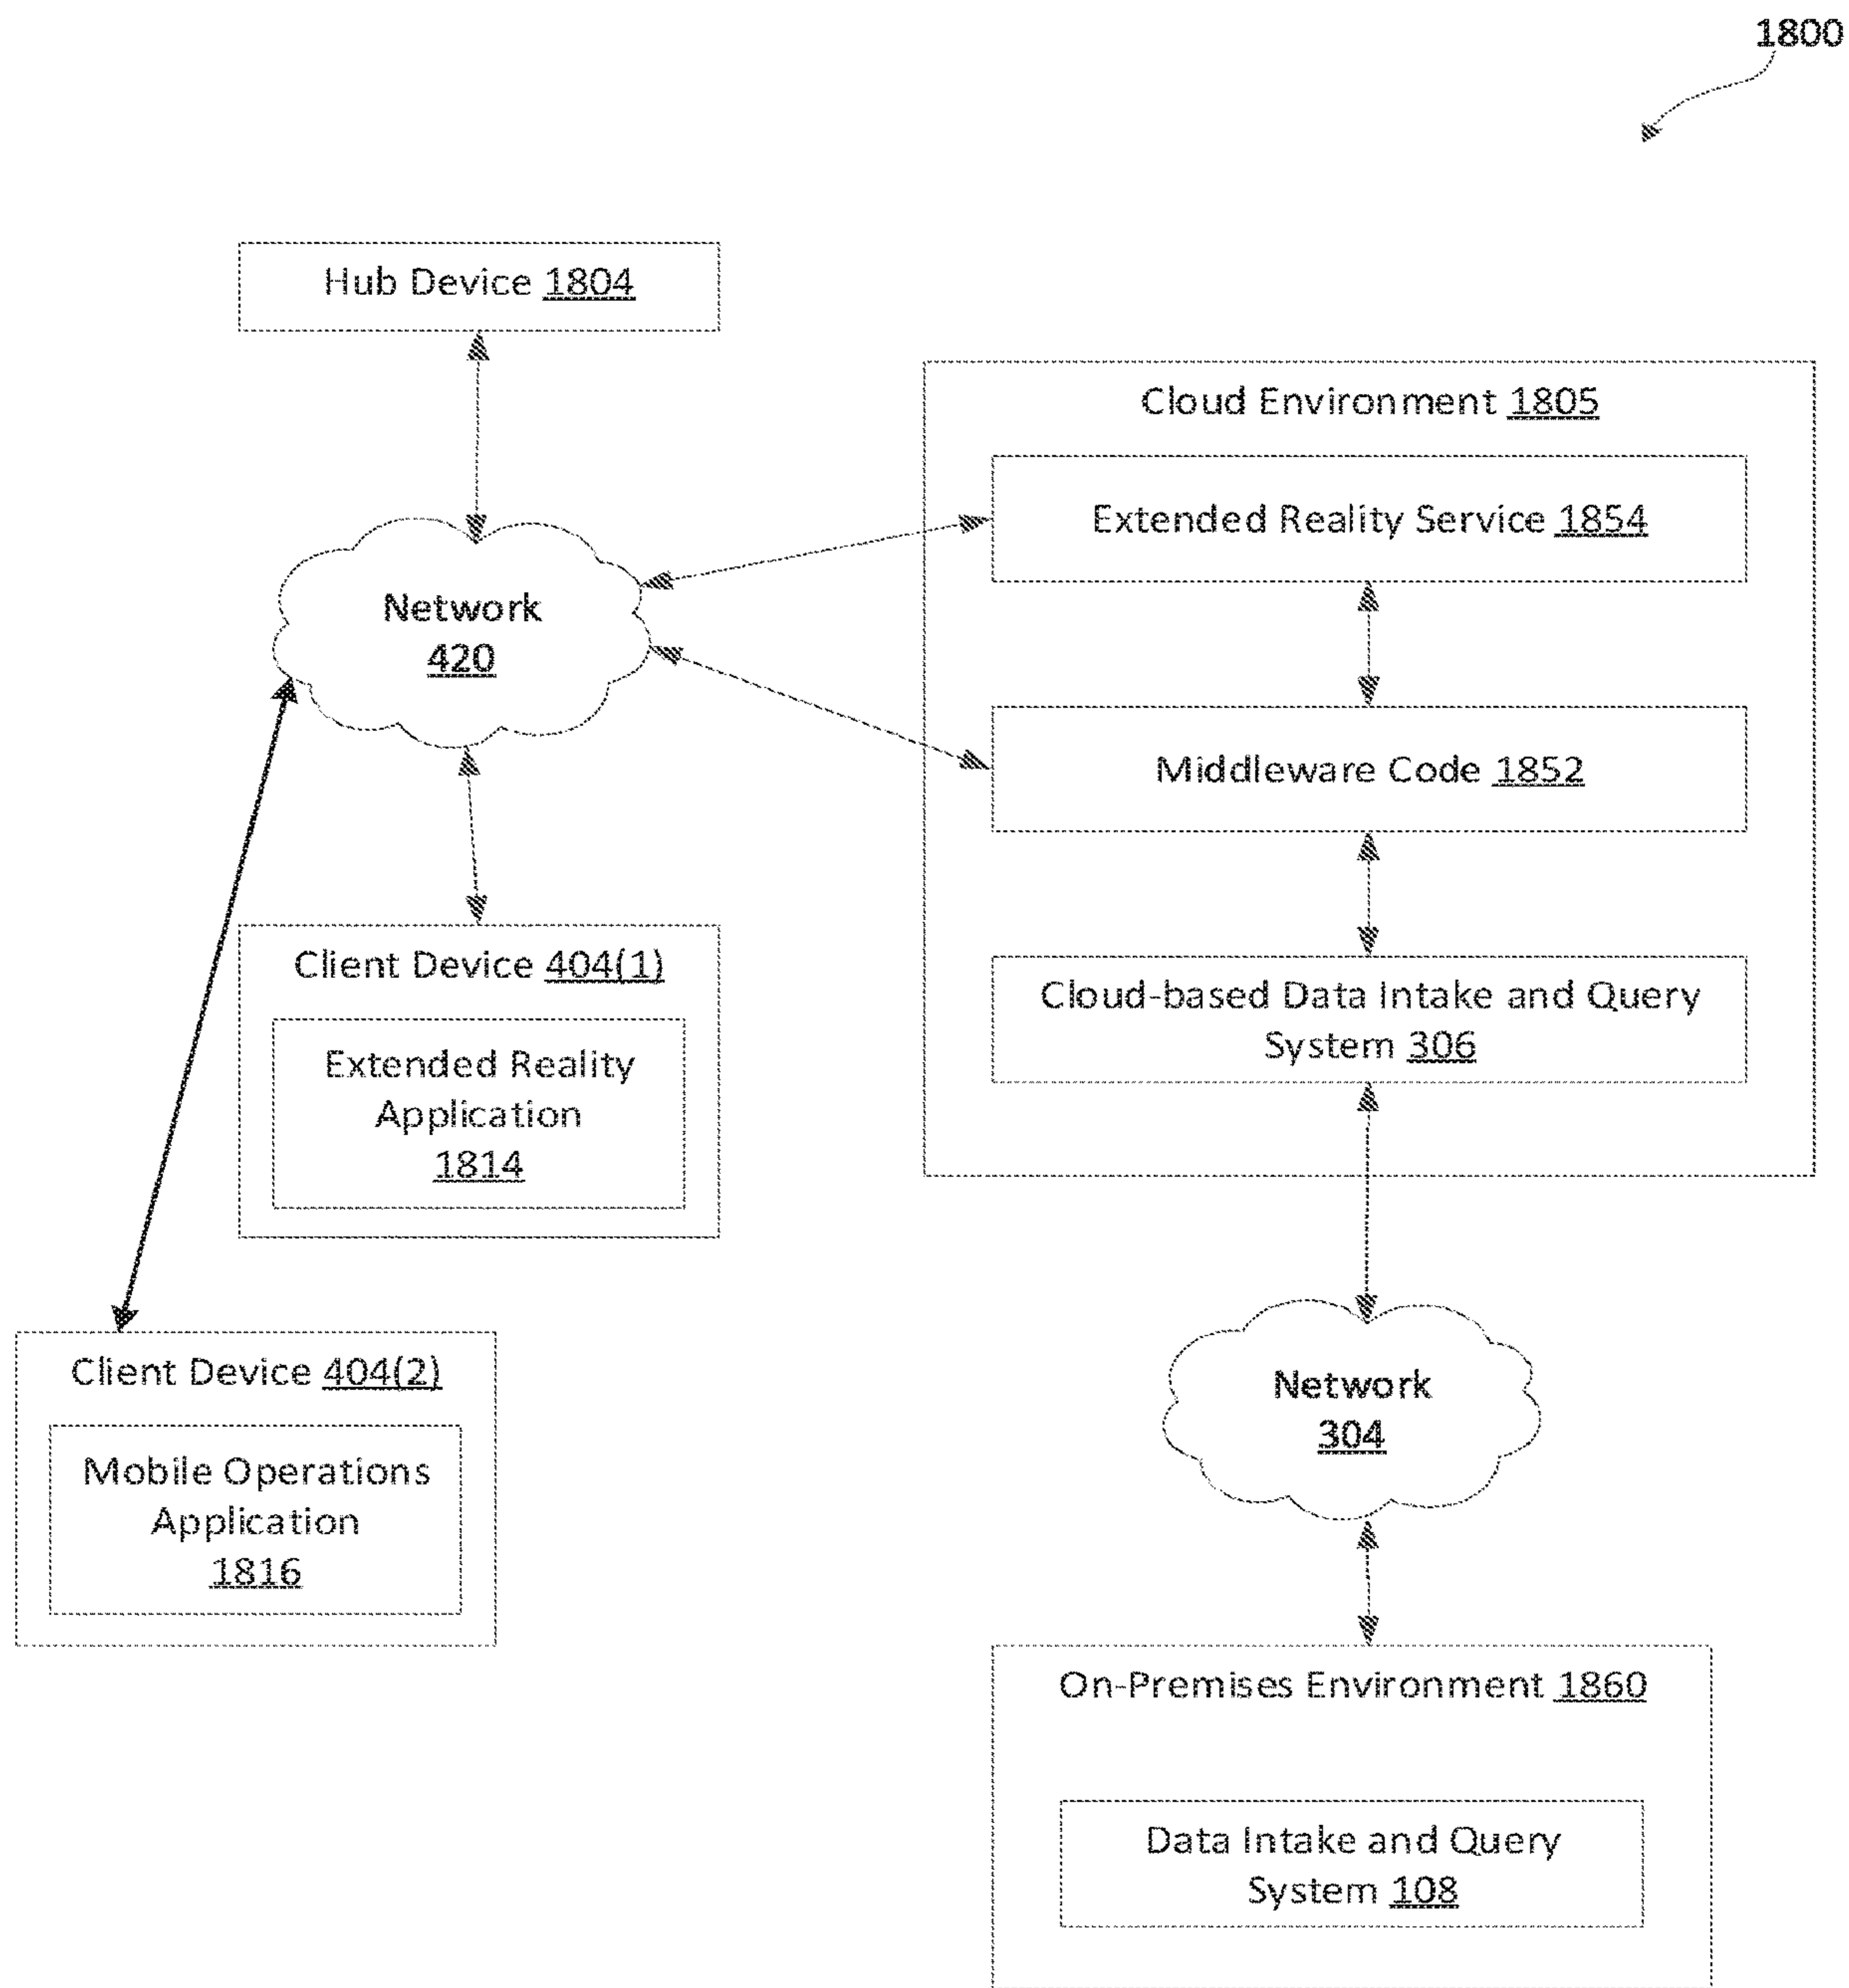 1800
Hub Device 1804
Cloud Environment 1805
Extended Reality Service 1854
Network
420
Middleware Code 1852
Client Device 404(1)
Extended Reality
Application
1814
Cloud-based Data Intake and Query
System 306
Client Device 404(2)
Mobile Operations
Application
1816
Network
304
On-Premises Environment 1860
Data Intake and Query
System 108